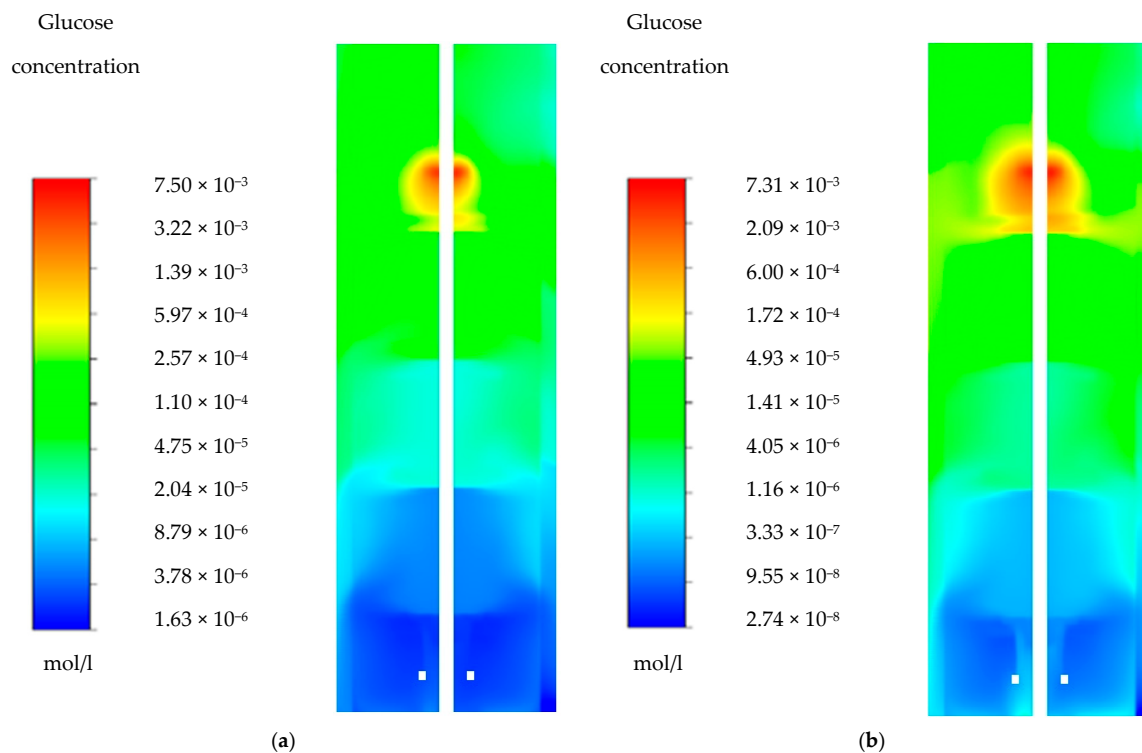 Glucose
concentration
7.50 × 10⁻³
3.22 × 10⁻³
1.39 × 10⁻³
5.97 × 10⁻⁴
2.57 × 10⁻⁴
1.10 × 10⁻⁴
4.75 × 10⁻⁵
2.04 × 10⁻⁵
8.79 × 10⁻⁶
3.78 × 10⁻⁶
1.63 × 10⁻⁶
mol/l
(a)
Glucose
concentration
7.31 × 10⁻³
2.09 × 10⁻³
6.00 × 10⁻⁴
1.72 × 10⁻⁴
4.93 × 10⁻⁵
1.41 × 10⁻⁵
4.05 × 10⁻⁶
1.16 × 10⁻⁶
3.33 × 10⁻⁷
9.55 × 10⁻⁸
2.74 × 10⁻⁸
mol/l
(b)